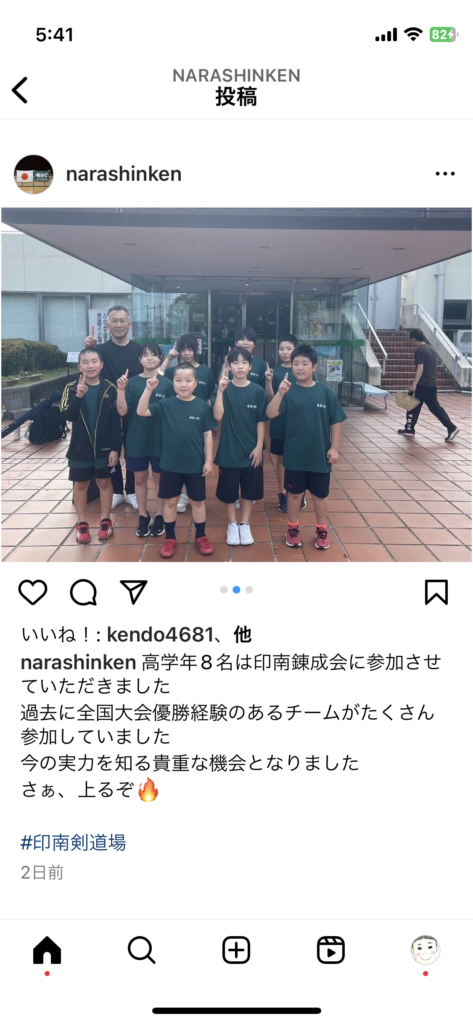 5:41
82
NARASHINKEN
投稿
narashinken
いいね！: kendo4681、他
narashinken 高学年８名は印南錬成会に参加させ
ていただきました
過去に全国大会優勝経験のあるチームがたくさん
参加していました
今の実力を知る貴重な機会となりました
さぁ、上るぞ🔥
#印南剣道場
2日前